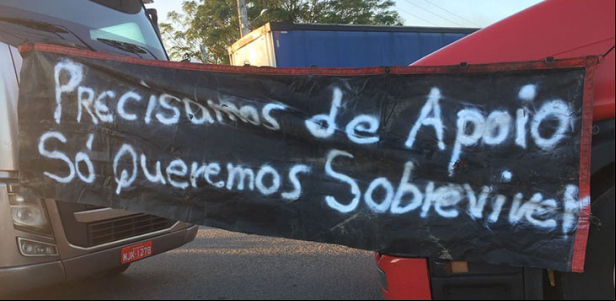 Precisamos de Apoio
Só Queremos Sobreviver